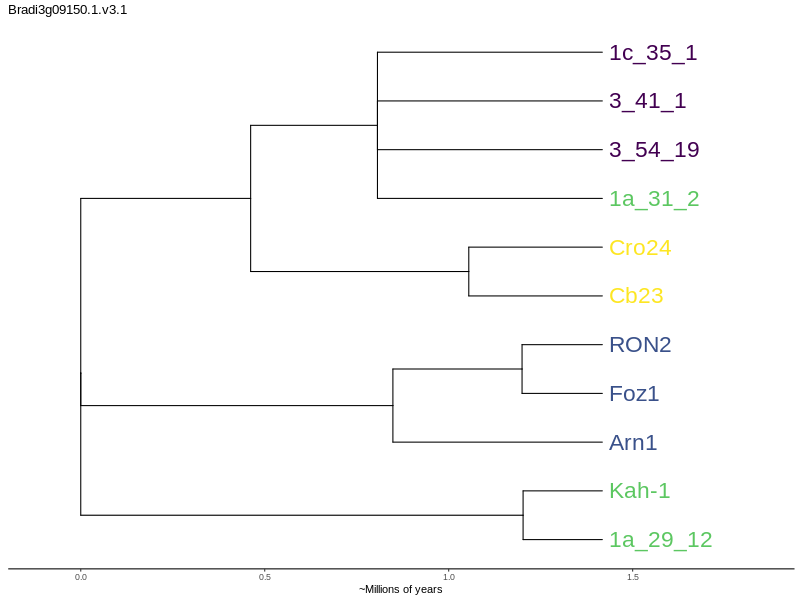 Bradi3g09150.1.v3.1
1c_35_1
3_41_1
3_54_19
1a_31_2
Cro24
Cb23
RON2
Foz1
Arn1
Kah-1
1a_29_12
0.0 0.5 1.0 1.5
~Millions of years